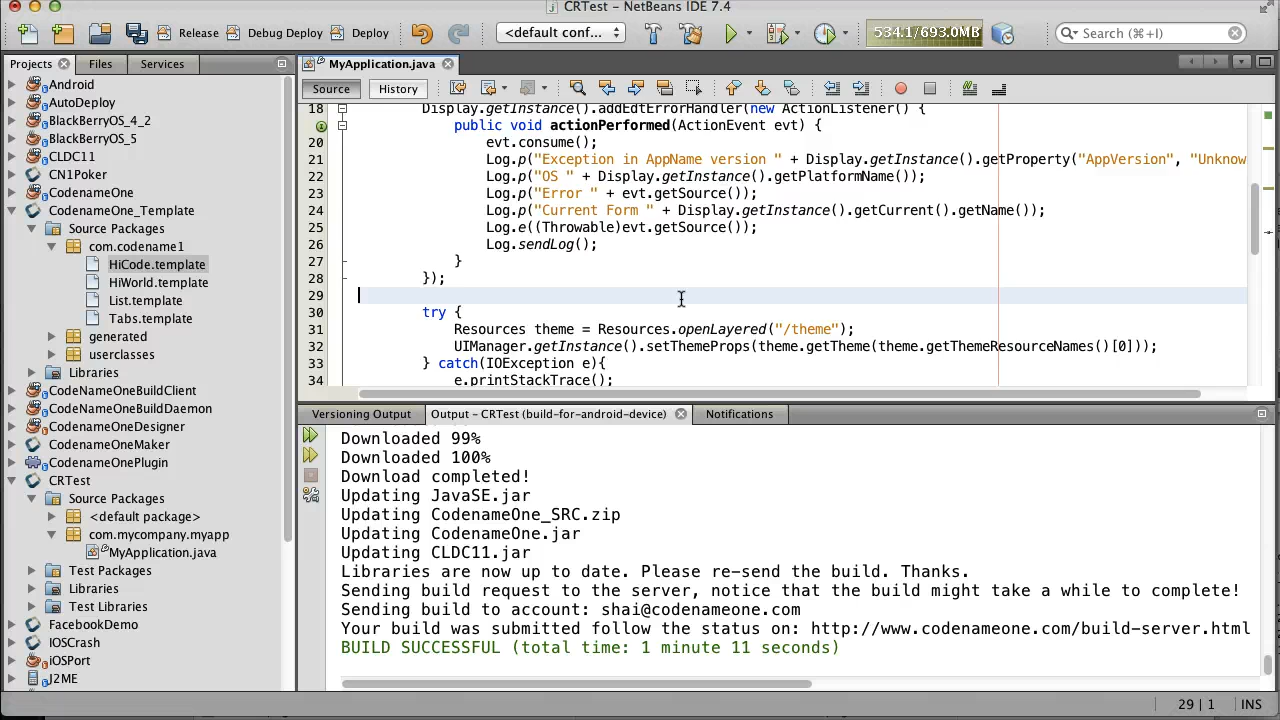 CRTest – NetBeans IDE 7.4
Release
Debug Deploy
Deploy
<default conf...
534.1/693.0MB
Search (⌘+I)
Projects
Files
Services
Android
AutoDeploy
BlackBerryOS_4_2
BlackBerryOS_5
CLDC11
CN1Poker
CodenameOne
CodenameOne_Template
Source Packages
com.codename1
HiCode.template
HiWorld.template
List.template
Tabs.template
generated
userclasses
Libraries
CodeNameOneBuildClient
CodeNameOneBuildDaemon
CodenameOneDesigner
CodenameOneMaker
CodenameOnePlugin
CRTest
Source Packages
<default package>
com.mycompany.myapp
MyApplication.java
Test Packages
Libraries
Test Libraries
FacebookDemo
IOSCrash
iOSPort
J2ME
MyApplication.java
Source
History
18 Display.getInstance().addEdtErrorHandler(new ActionListener() {
public void actionPerformed(ActionEvent evt) {
20 evt.consume();
21 Log.p("Exception in AppName version " + Display.getInstance().getProperty("AppVersion", "Unknow
22 Log.p("OS " + Display.getInstance().getPlatformName());
23 Log.p("Error " + evt.getSource());
24 Log.p("Current Form " + Display.getInstance().getCurrent().getName());
25 Log.e((Throwable)evt.getSource());
26 Log.sendLog();
27 }
28 });
29
30 try {
31 Resources theme = Resources.openLayered("/theme");
32 UIManager.getInstance().setThemeProps(theme.getTheme(theme.getThemeResourceNames()[0]));
33 } catch(IOException e){
34 e.printStackTrace();
Versioning Output
Output – CRTest (build-for-android-device)
Notifications
Downloaded 99%
Downloaded 100%
Download completed!
Updating JavaSE.jar
Updating CodenameOne_SRC.zip
Updating CodenameOne.jar
Updating CLDC11.jar
Libraries are now up to date. Please re-send the build. Thanks.
Sending build request to the server, notice that the build might take a while to complete!
Sending build to account: shai@codenameone.com
Your build was submitted follow the status on: http://www.codenameone.com/build-server.html
BUILD SUCCESSFUL (total time: 1 minute 11 seconds)
29 | 1
INS